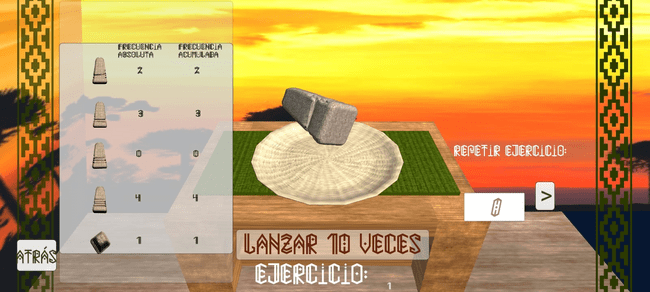 FRECUENCIA ABSOLUTA
FRECUENCIA ACUMULADA
2 2
3 3
0 0
4 4
1 1
REPETIR EJERCICIO:
0
>
ATRÁS
LANZAR 10 VECES
EJERCICIO:
1